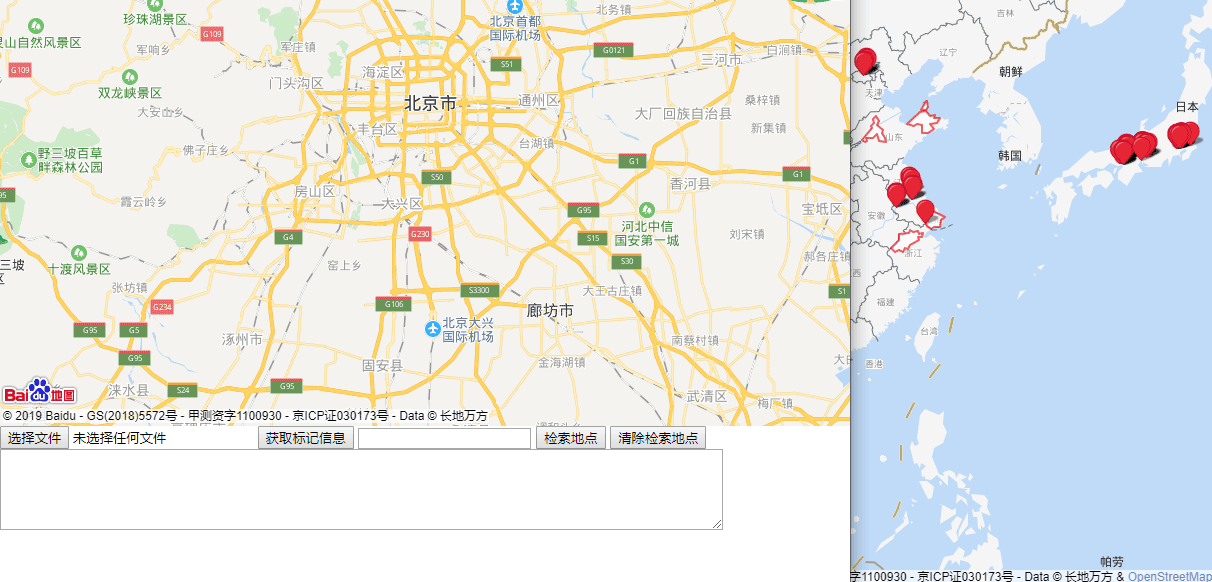 珍珠湖景区
北京首都
国际机场
北务镇
灵山自然风景区
G109
军响乡
军庄镇
G0121
白涧镇
海淀区
S51
三河市
G109
门头沟区
双龙峡景区
北京市
通州区
桑梓镇
大安山乡
大厂回族自治县
丰台区
新集镇
台湖镇
佛子庄乡
野三坡百草
畔森林公园
G1
G1
S50
香河县
房山区
霞云岭乡
大兴区
G95
宝坻区
河北中信
国安第一城
G4
G230
S15
刘宋镇
S30
郝各庄镇
三坡
十渡风景区
窑上乡
张坊镇
S3300
大王古庄镇
S1
G234
G106
廊坊市
G95
G5
北京大兴
国际机场
涿州市
南蔡村镇
G95
金海湖镇
固安县
涞水县
S24
G95
武清区
梅厂镇
Bai du 地图
© 2019 Baidu - GS(2018)5572号 - 甲测资字1100930 - 京ICP证030173号 - Data © 长地万方
选择文件 未选择任何文件 获取标记信息 检索地点 清除检索地点
吉林
辽宁
朝鲜
天津
日本
山东
韩国
安徽
浙江
西
福建
台湾
香港
帕劳
字1100930 - 京ICP证030173号 - Data © 长地万方 & OpenStreetMap